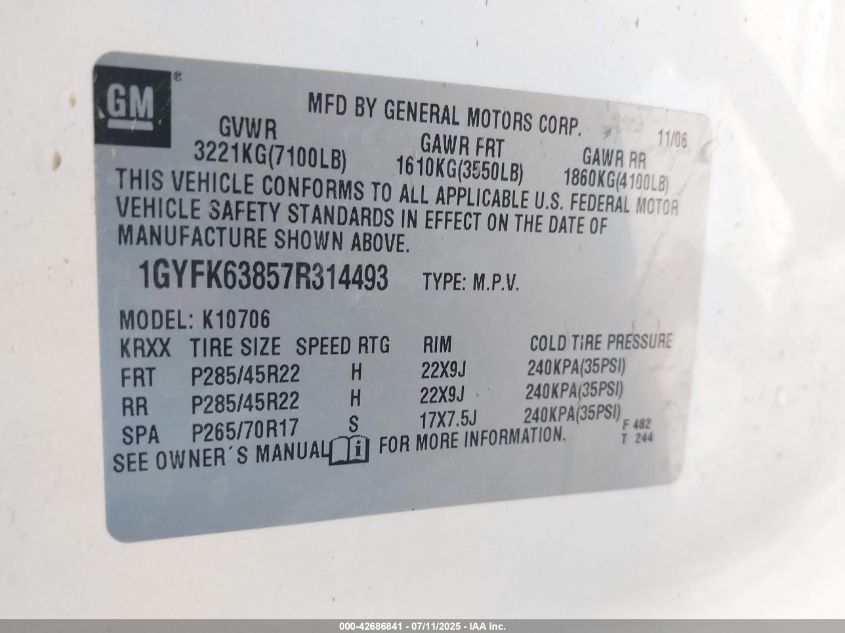 GM ®
MFD BY GENERAL MOTORS CORP. 11/06
GVWR GAWR FRT GAWR RR
3221KG(7100LB) 1610KG(3550LB) 1860KG(4100LB)
THIS VEHICLE CONFORMS TO ALL APPLICABLE U.S. FEDERAL MOTOR
VEHICLE SAFETY STANDARDS IN EFFECT ON THE DATE OF
MANUFACTURE SHOWN ABOVE.
1GYFK63857R314493 TYPE: M.P.V.
MODEL: K10706
KRXX TIRE SIZE SPEED RTG RIM COLD TIRE PRESSURE
FRT P285/45R22 H 22X9J 240KPA(35PSI)
RR P285/45R22 H 22X9J 240KPA(35PSI)
SPA P265/70R17 S 17X7.5J 240KPA(35PSI)
SEE OWNER´S MANUAL i FOR MORE INFORMATION.
F 482
T 244
000-42686841 - 07/11/2025 - IAA Inc.